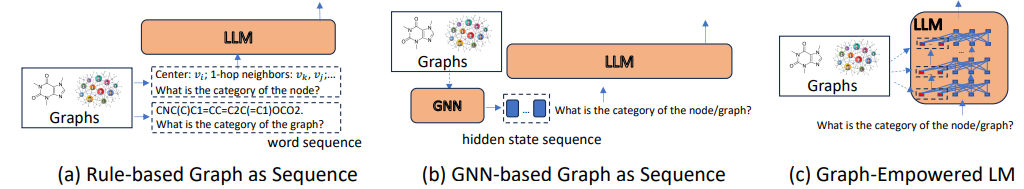 LLM
Graphs
Center: vᵢ; 1-hop neighbors: vₖ, vⱼ;...
What is the category of the node?
CNC(C)C1=CC=C2C(=C1)OCO2.
What is the category of the graph?
word sequence
(a) Rule-based Graph as Sequence
Graphs
LLM
GNN
...
What is the category of the node/graph?
hidden state sequence
(b) GNN-based Graph as Sequence
LLM
Graphs
What is the category of the node/graph?
(c) Graph-Empowered LM